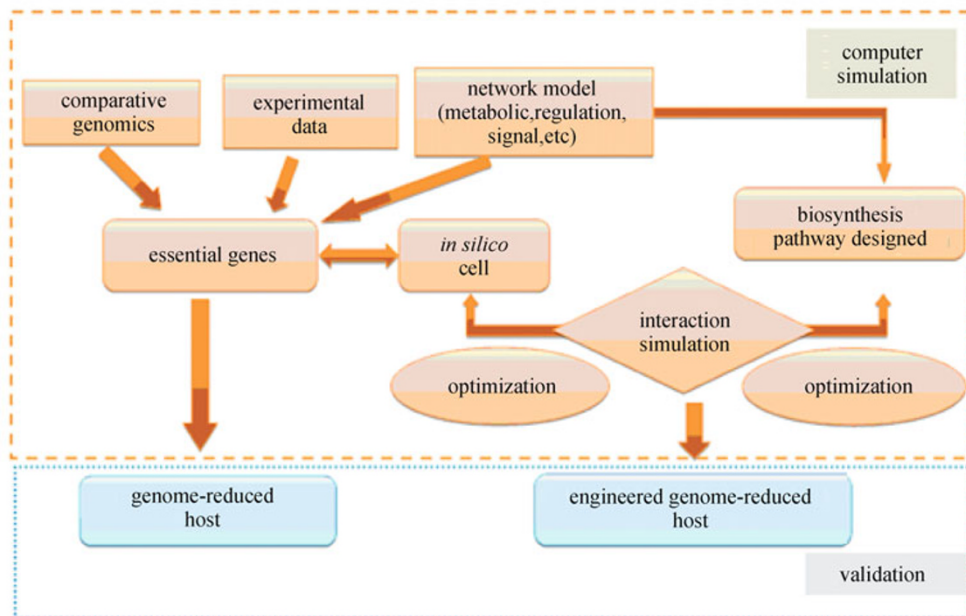 computer
simulation
comparative
genomics
experimental
data
network model
(metabolic,regulation,
signal,etc)
essential genes
in silico
cell
biosynthesis
pathway designed
interaction
simulation
optimization
optimization
genome-reduced
host
engineered genome-reduced
host
validation